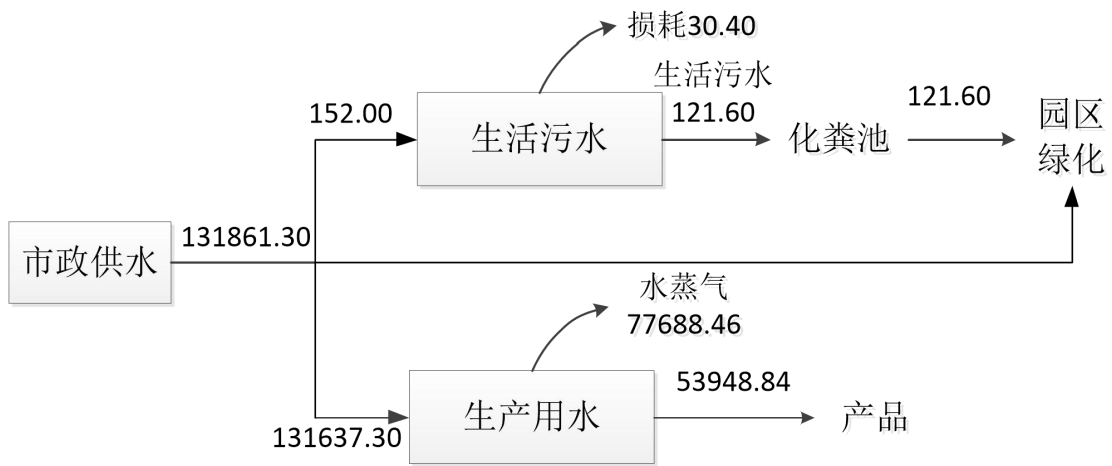 损耗30.40
生活污水
152.00
121.60
121.60
生活污水
化粪池
园区
绿化
市政供水
131861.30
水蒸气
77688.46
53948.84
131637.30
生产用水
产品